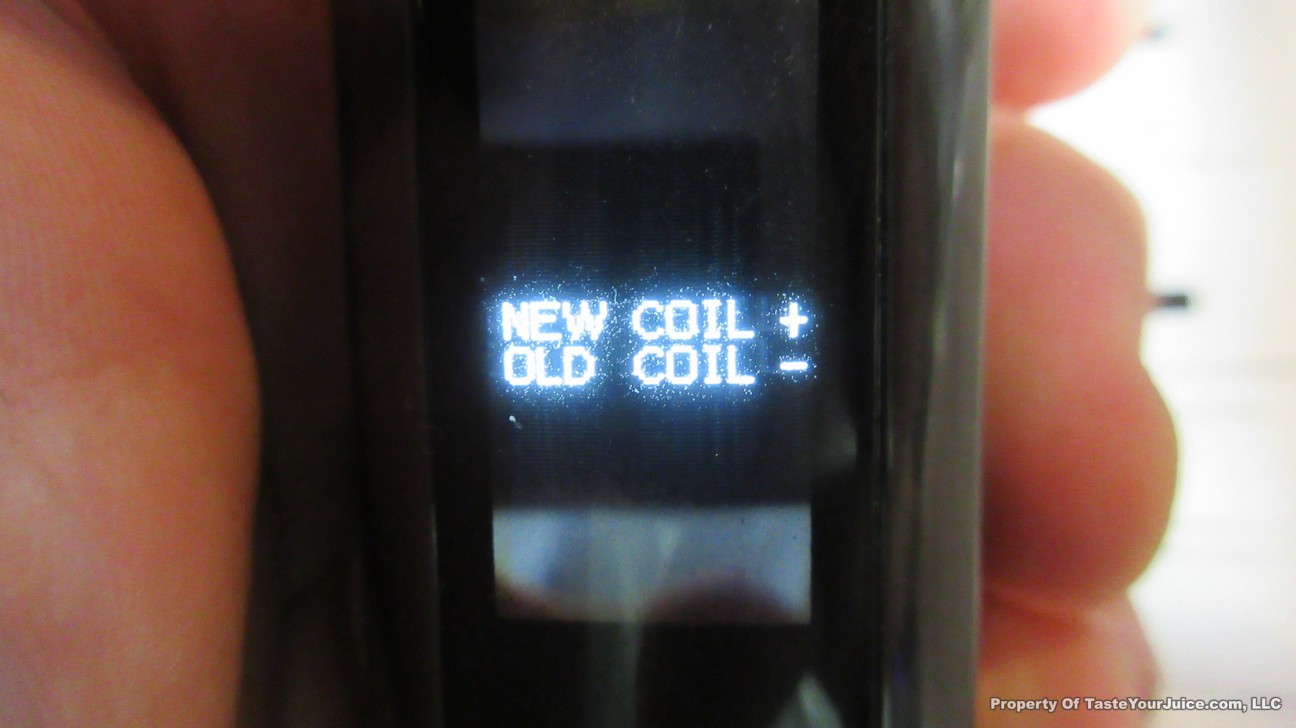 NEW COIL +
OLD COIL -
Property Of TasteYourJuice.com, LLC